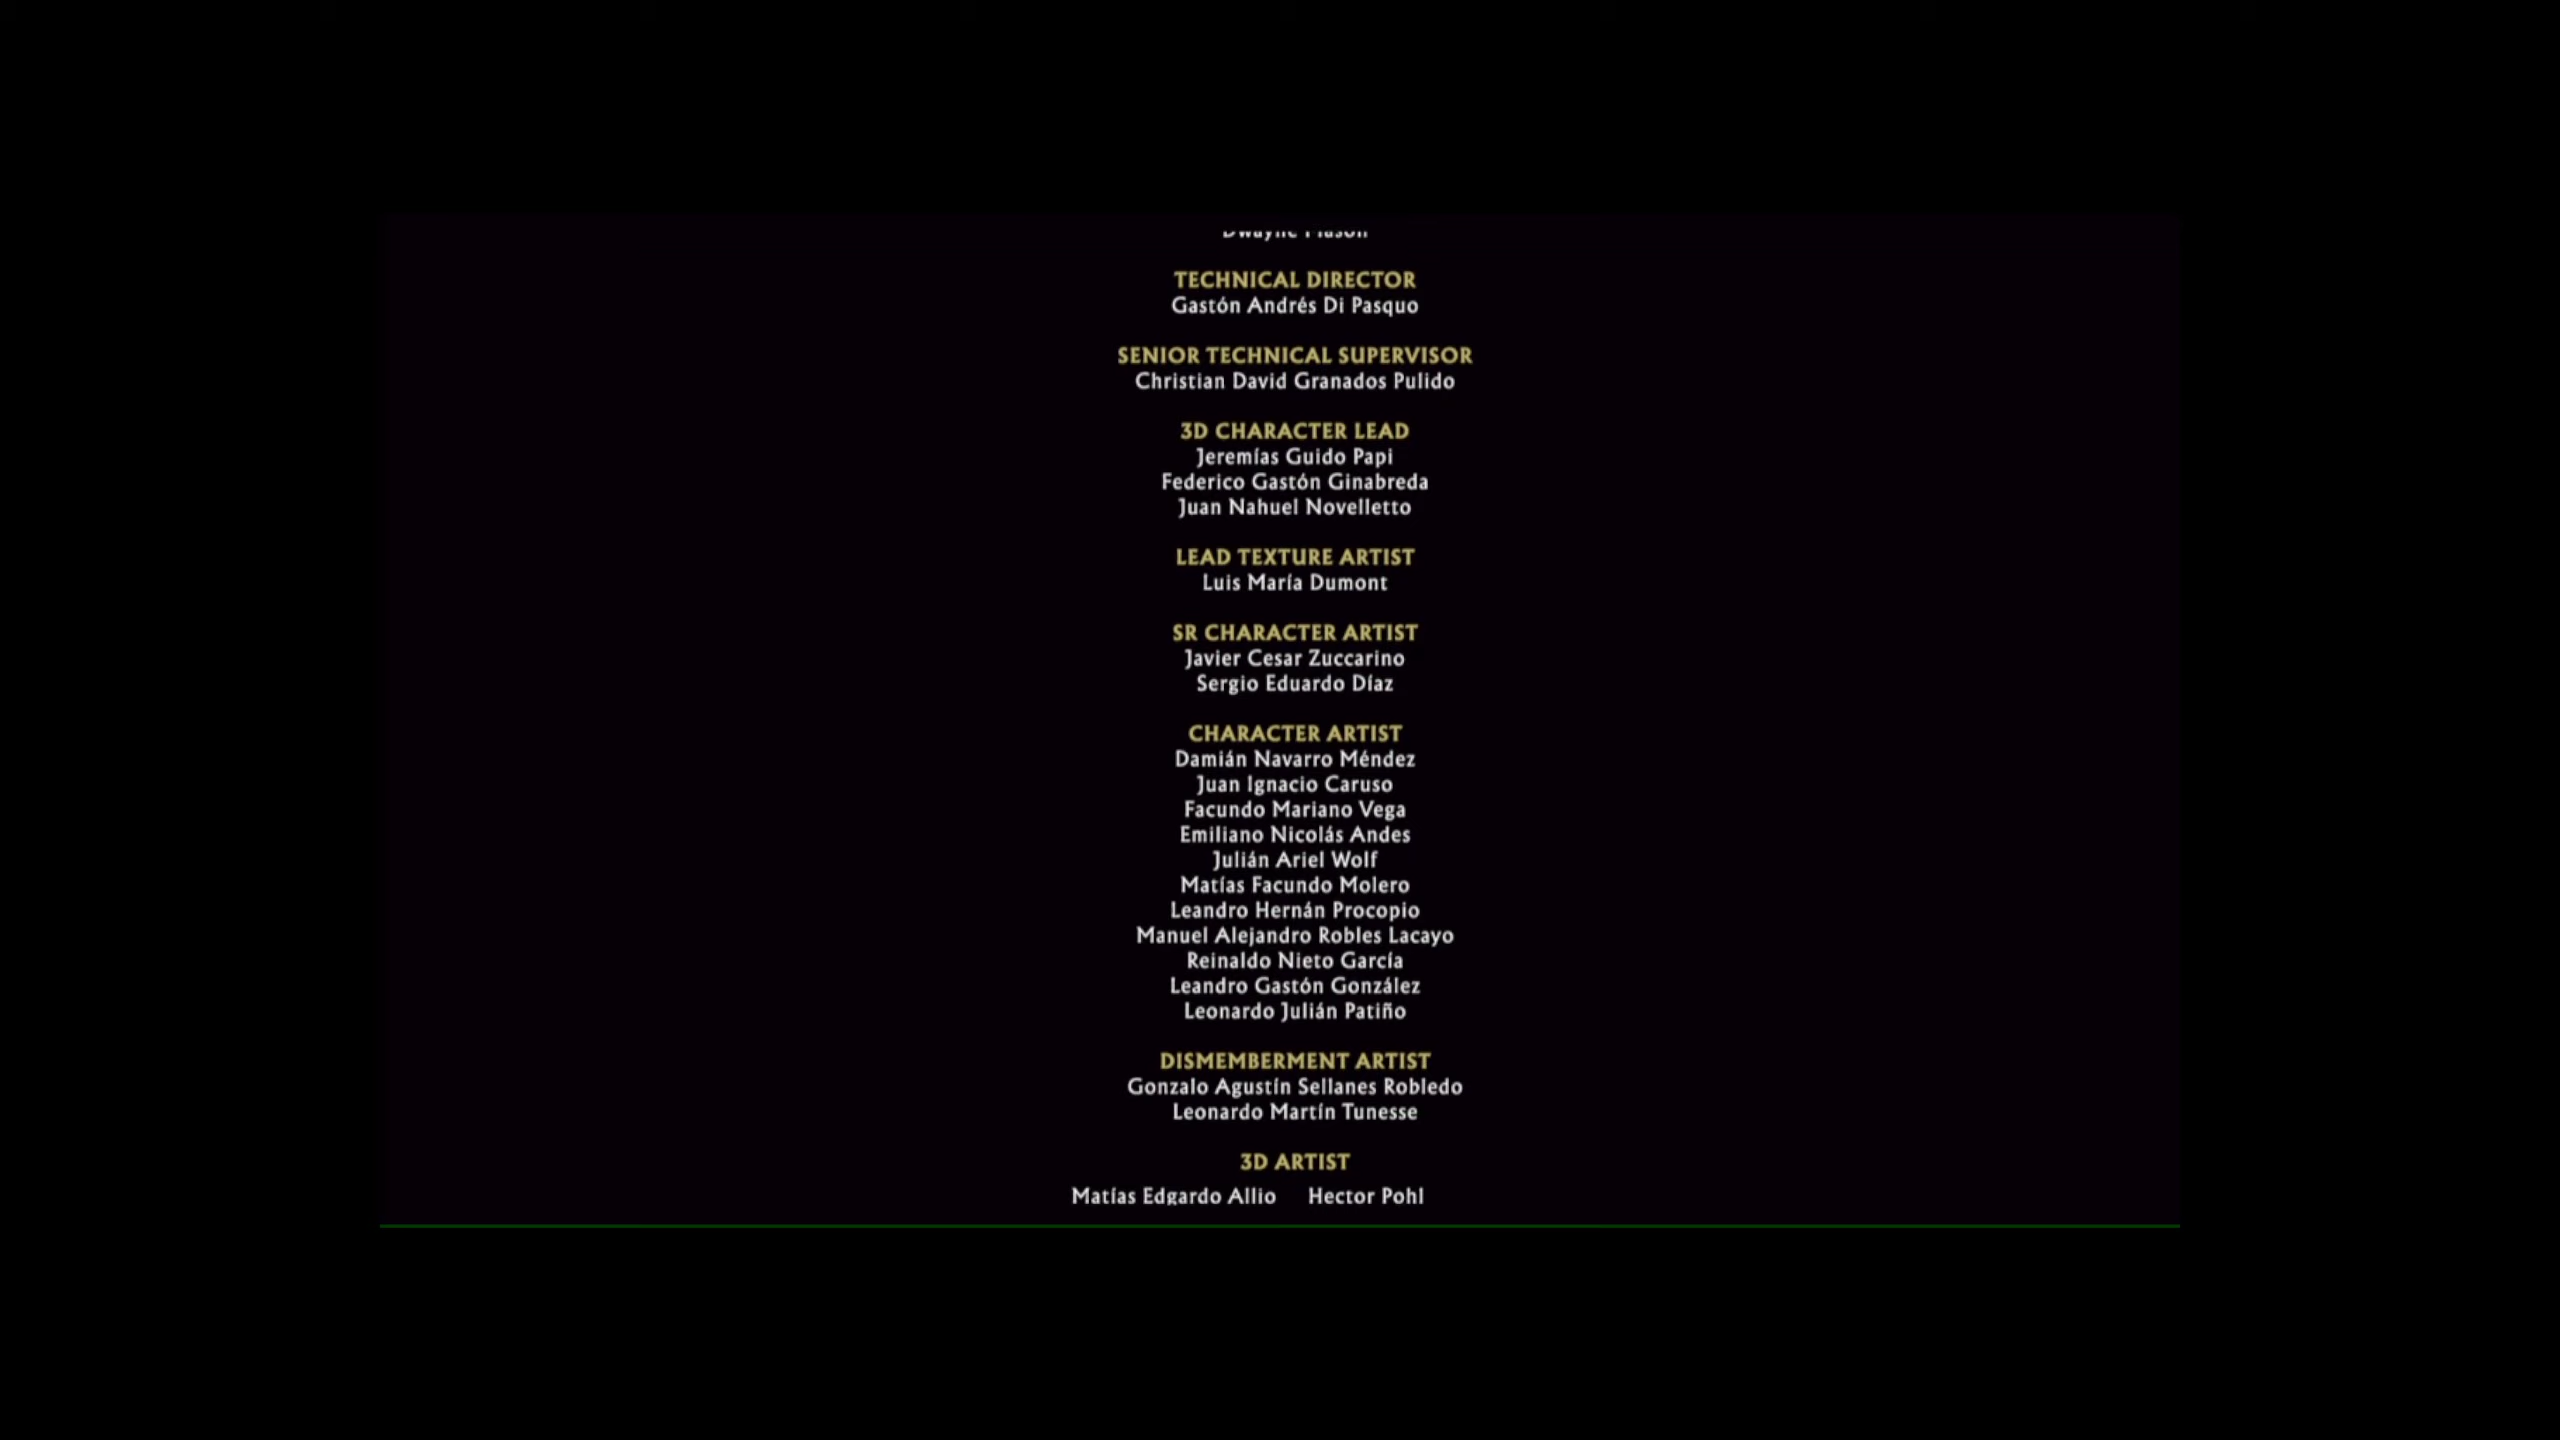 TECHNICAL DIRECTOR
Gastón Andrés Di Pasquo
SENIOR TECHNICAL SUPERVISOR
Christian David Granados Pulido
3D CHARACTER LEAD
Jeremías Guido Papi
Federico Gastón Ginabreda
Juan Nahuel Novelletto
LEAD TEXTURE ARTIST
Luis María Dumont
SR CHARACTER ARTIST
Javier Cesar Zuccarino
Sergio Eduardo Díaz
CHARACTER ARTIST
Damián Navarro Méndez
Juan Ignacio Caruso
Facundo Mariano Vega
Emiliano Nicolás Andes
Julián Ariel Wolf
Matías Facundo Molero
Leandro Hernán Procopio
Manuel Alejandro Robles Lacayo
Reinaldo Nieto García
Leandro Gastón González
Leonardo Julián Patiño
DISMEMBERMENT ARTIST
Gonzalo Agustín Sellanes Robledo
Leonardo Martín Tunesse
3D ARTIST
Matías Edgardo Allio Hector Pohl